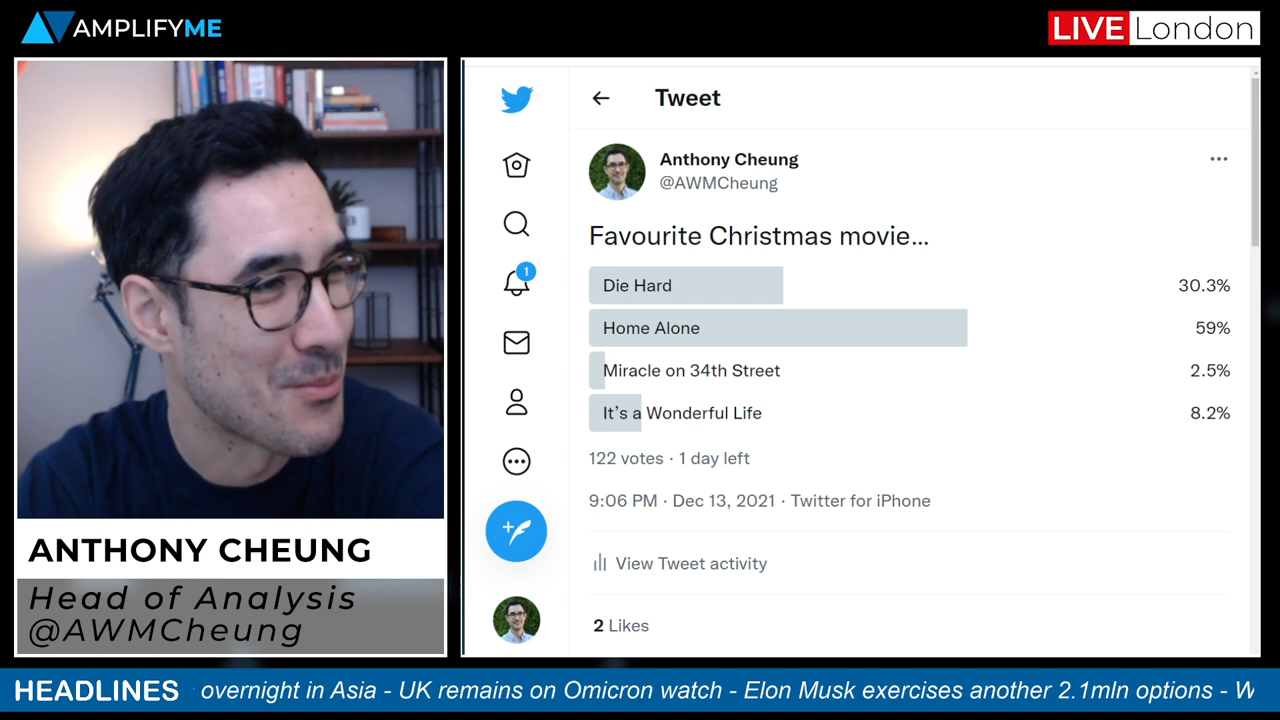 AMPLIFYME
LIVE London
Tweet
Anthony Cheung
@AWMCheung
Favourite Christmas movie...
Die Hard 30.3%
Home Alone 59%
Miracle on 34th Street 2.5%
It's a Wonderful Life 8.2%
122 votes · 1 day left
9:06 PM · Dec 13, 2021 · Twitter for iPhone
View Tweet activity
2 Likes
1
ANTHONY CHEUNG
Head of Analysis
@AWMCheung
HEADLINES overnight in Asia - UK remains on Omicron watch - Elon Musk exercises another 2.1mln options -